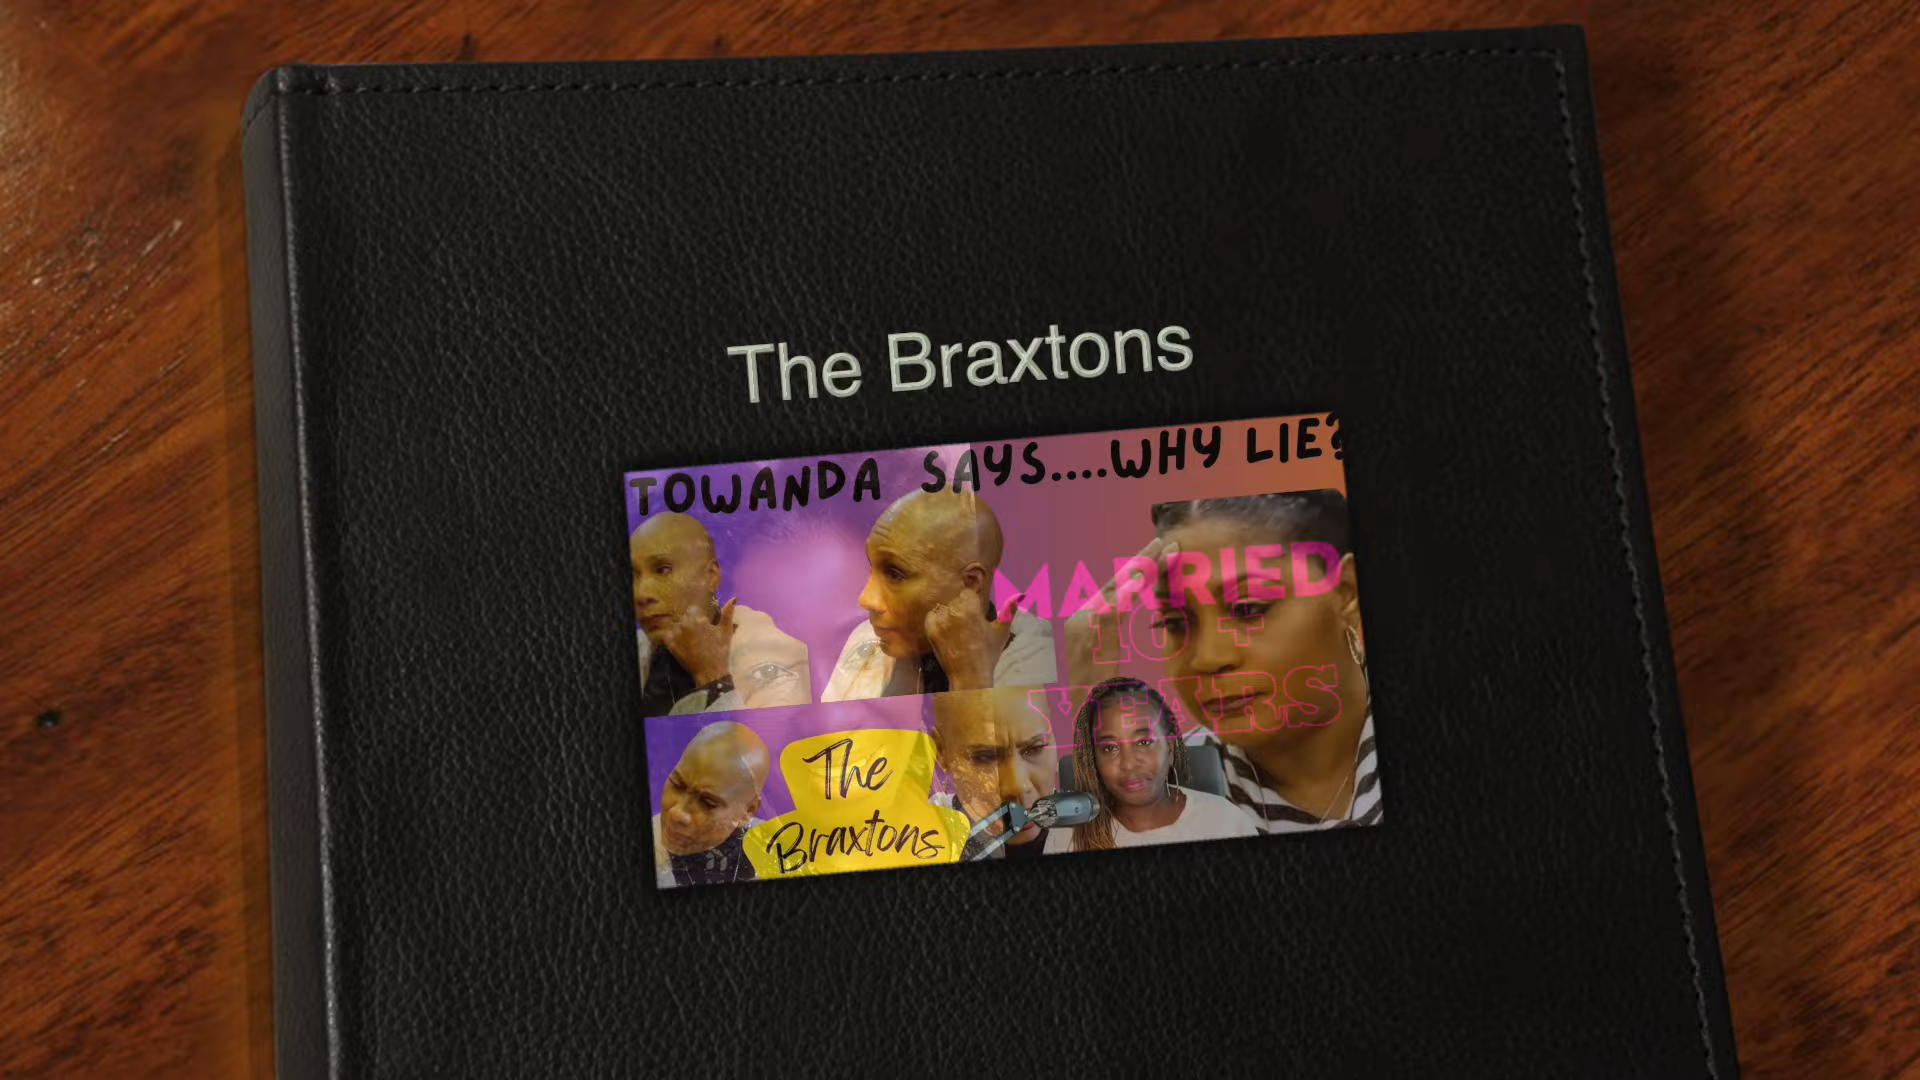 The Braxtons
TOWANDA SAYS....WHY LIE?
MARRIED
10 +
YEARS
The
Braxtons